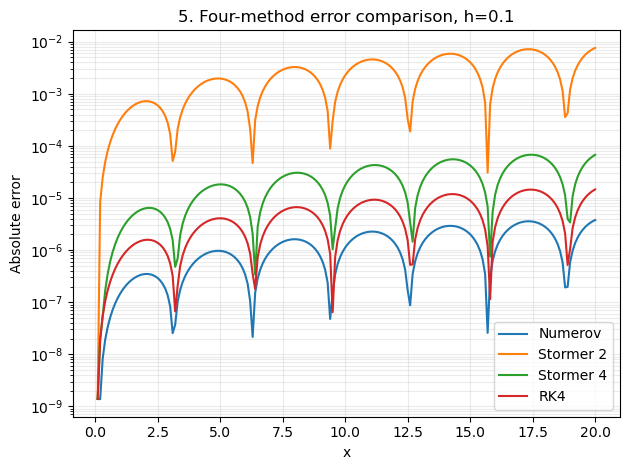 5. Four-method error comparison, h=0.1
Absolute error
10⁻²
10⁻³
10⁻⁴
10⁻⁵
10⁻⁶
10⁻⁷
10⁻⁸
10⁻⁹
Numerov
Stormer 2
Stormer 4
RK4
0.0 2.5 5.0 7.5 10.0 12.5 15.0 17.5 20.0
x